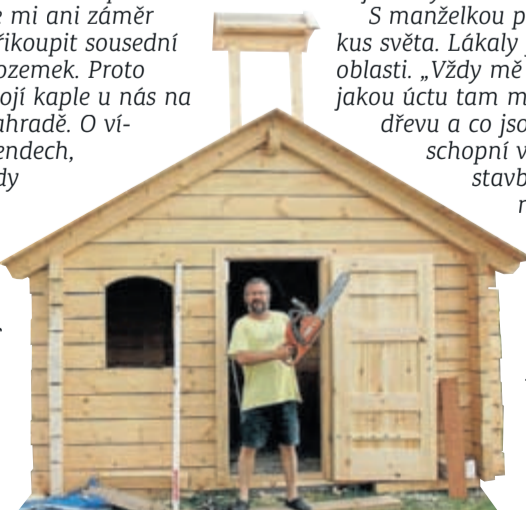 e mi ani záměr
řikoupit sousední
ozemek. Proto
ojí kaple u nás na
ahradě. O ví-
endech,
dy
S manželkou p
kus světa. Lákaly
oblasti. „Vždy mě
jakou úctu tam m
dřevu a co jso
schopní v
stavb